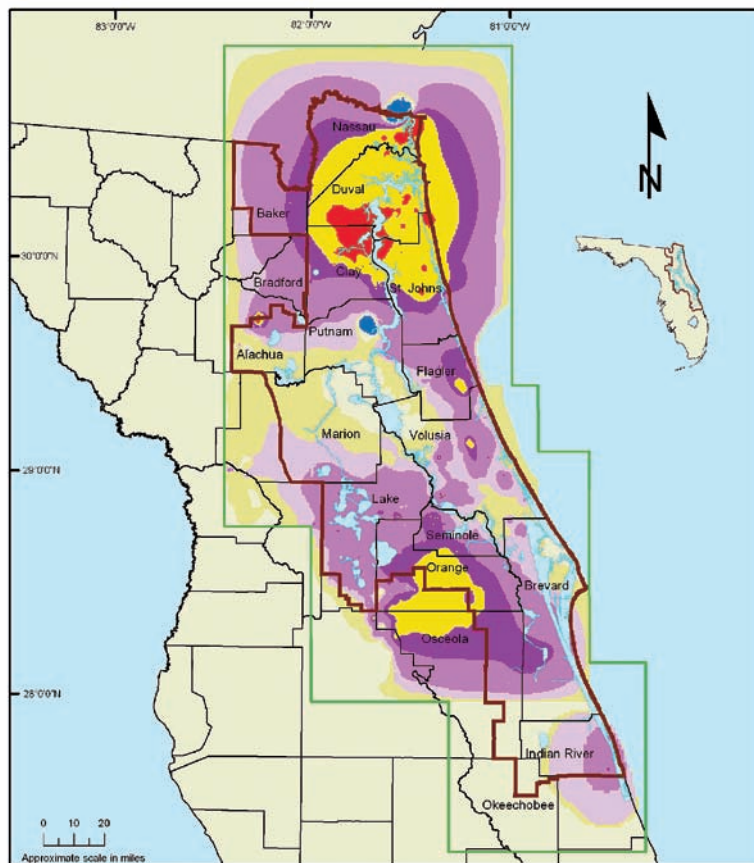 83°0'0"W
82°0'0"W
81°0'0"W
Nassau
N
Duval
Baker
30°0'0"N
Clay
Bradford
St. Johns
Putnam
Alachua
Flagler
Marion
Volusia
29°0'0"N
Lake
Seminole
Orange
Brevard
Osceola
28°0'0"N
Indian River
Okeechobee
0 10 20
Approximate scale in miles